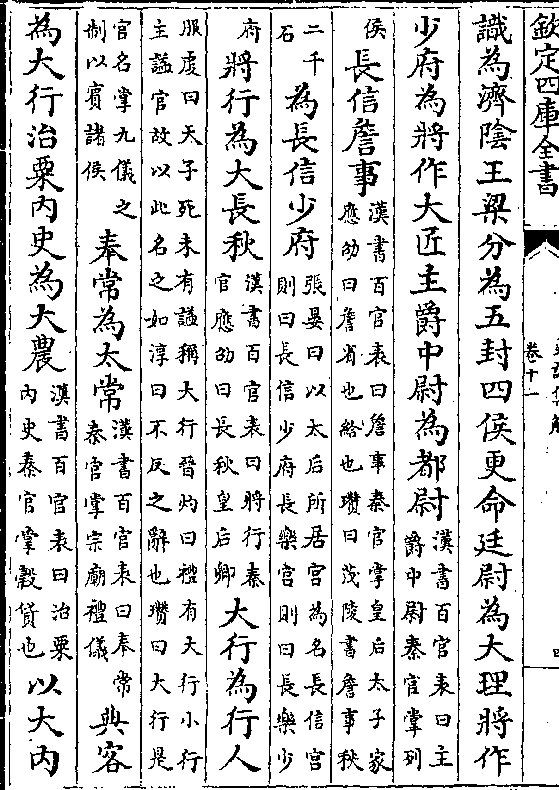 欽定四庫全書
卷十一
識為濟陰王梁分為五封四侯更命廷尉為大理將作
少府為將作大匠主爵中尉為都尉漢書百官表曰主爵中尉秦官掌列
侯長信詹事漢書百官表曰詹事秦官掌皇后太子家應劭曰詹省也給也瓚曰茂陵書詹事秩
二千石為長信少府張晏曰以太后所居宮為名長信宮則曰長信少府長樂宮則曰長樂少
府將行為大長秋漢書百官表曰將行秦官應劭曰長秋皇后卿大行為行人
服虔曰天子死未有諡稱大行晉灼曰禮有大行小行主諡官故以此名之如淳曰不反之辭也瓚曰大行是
官名掌九儀之制以賓諸侯奉常為太常漢書百官表曰奉常秦官掌宗廟禮儀典客
為大行治粟內史為大農漢書百官表曰治粟內史秦官掌穀貨也以大內